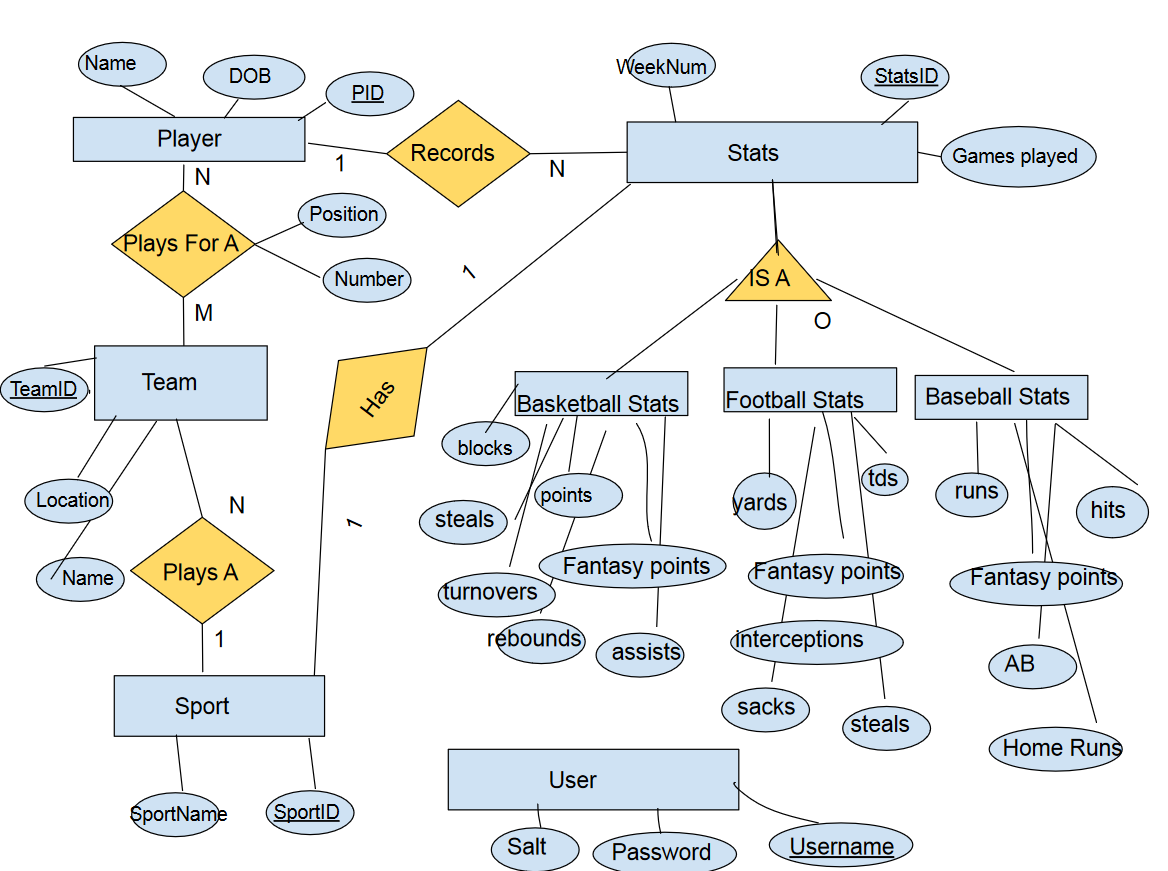 Name
DOB
PID
WeekNum
StatsID
Player
1
Records
N
Stats
Games played
N
Position
Plays For A
Number
1
IS A
O
M
TeamID
Team
Has
Basketball Stats
Football Stats
Baseball Stats
blocks
points
tds
runs
hits
Location
N
steals
yards
1
Name
Plays A
turnovers
Fantasy points
Fantasy points
Fantasy points
1
rebounds
assists
interceptions
AB
Sport
sacks
steals
Home Runs
SportName
SportID
User
Salt
Password
Username